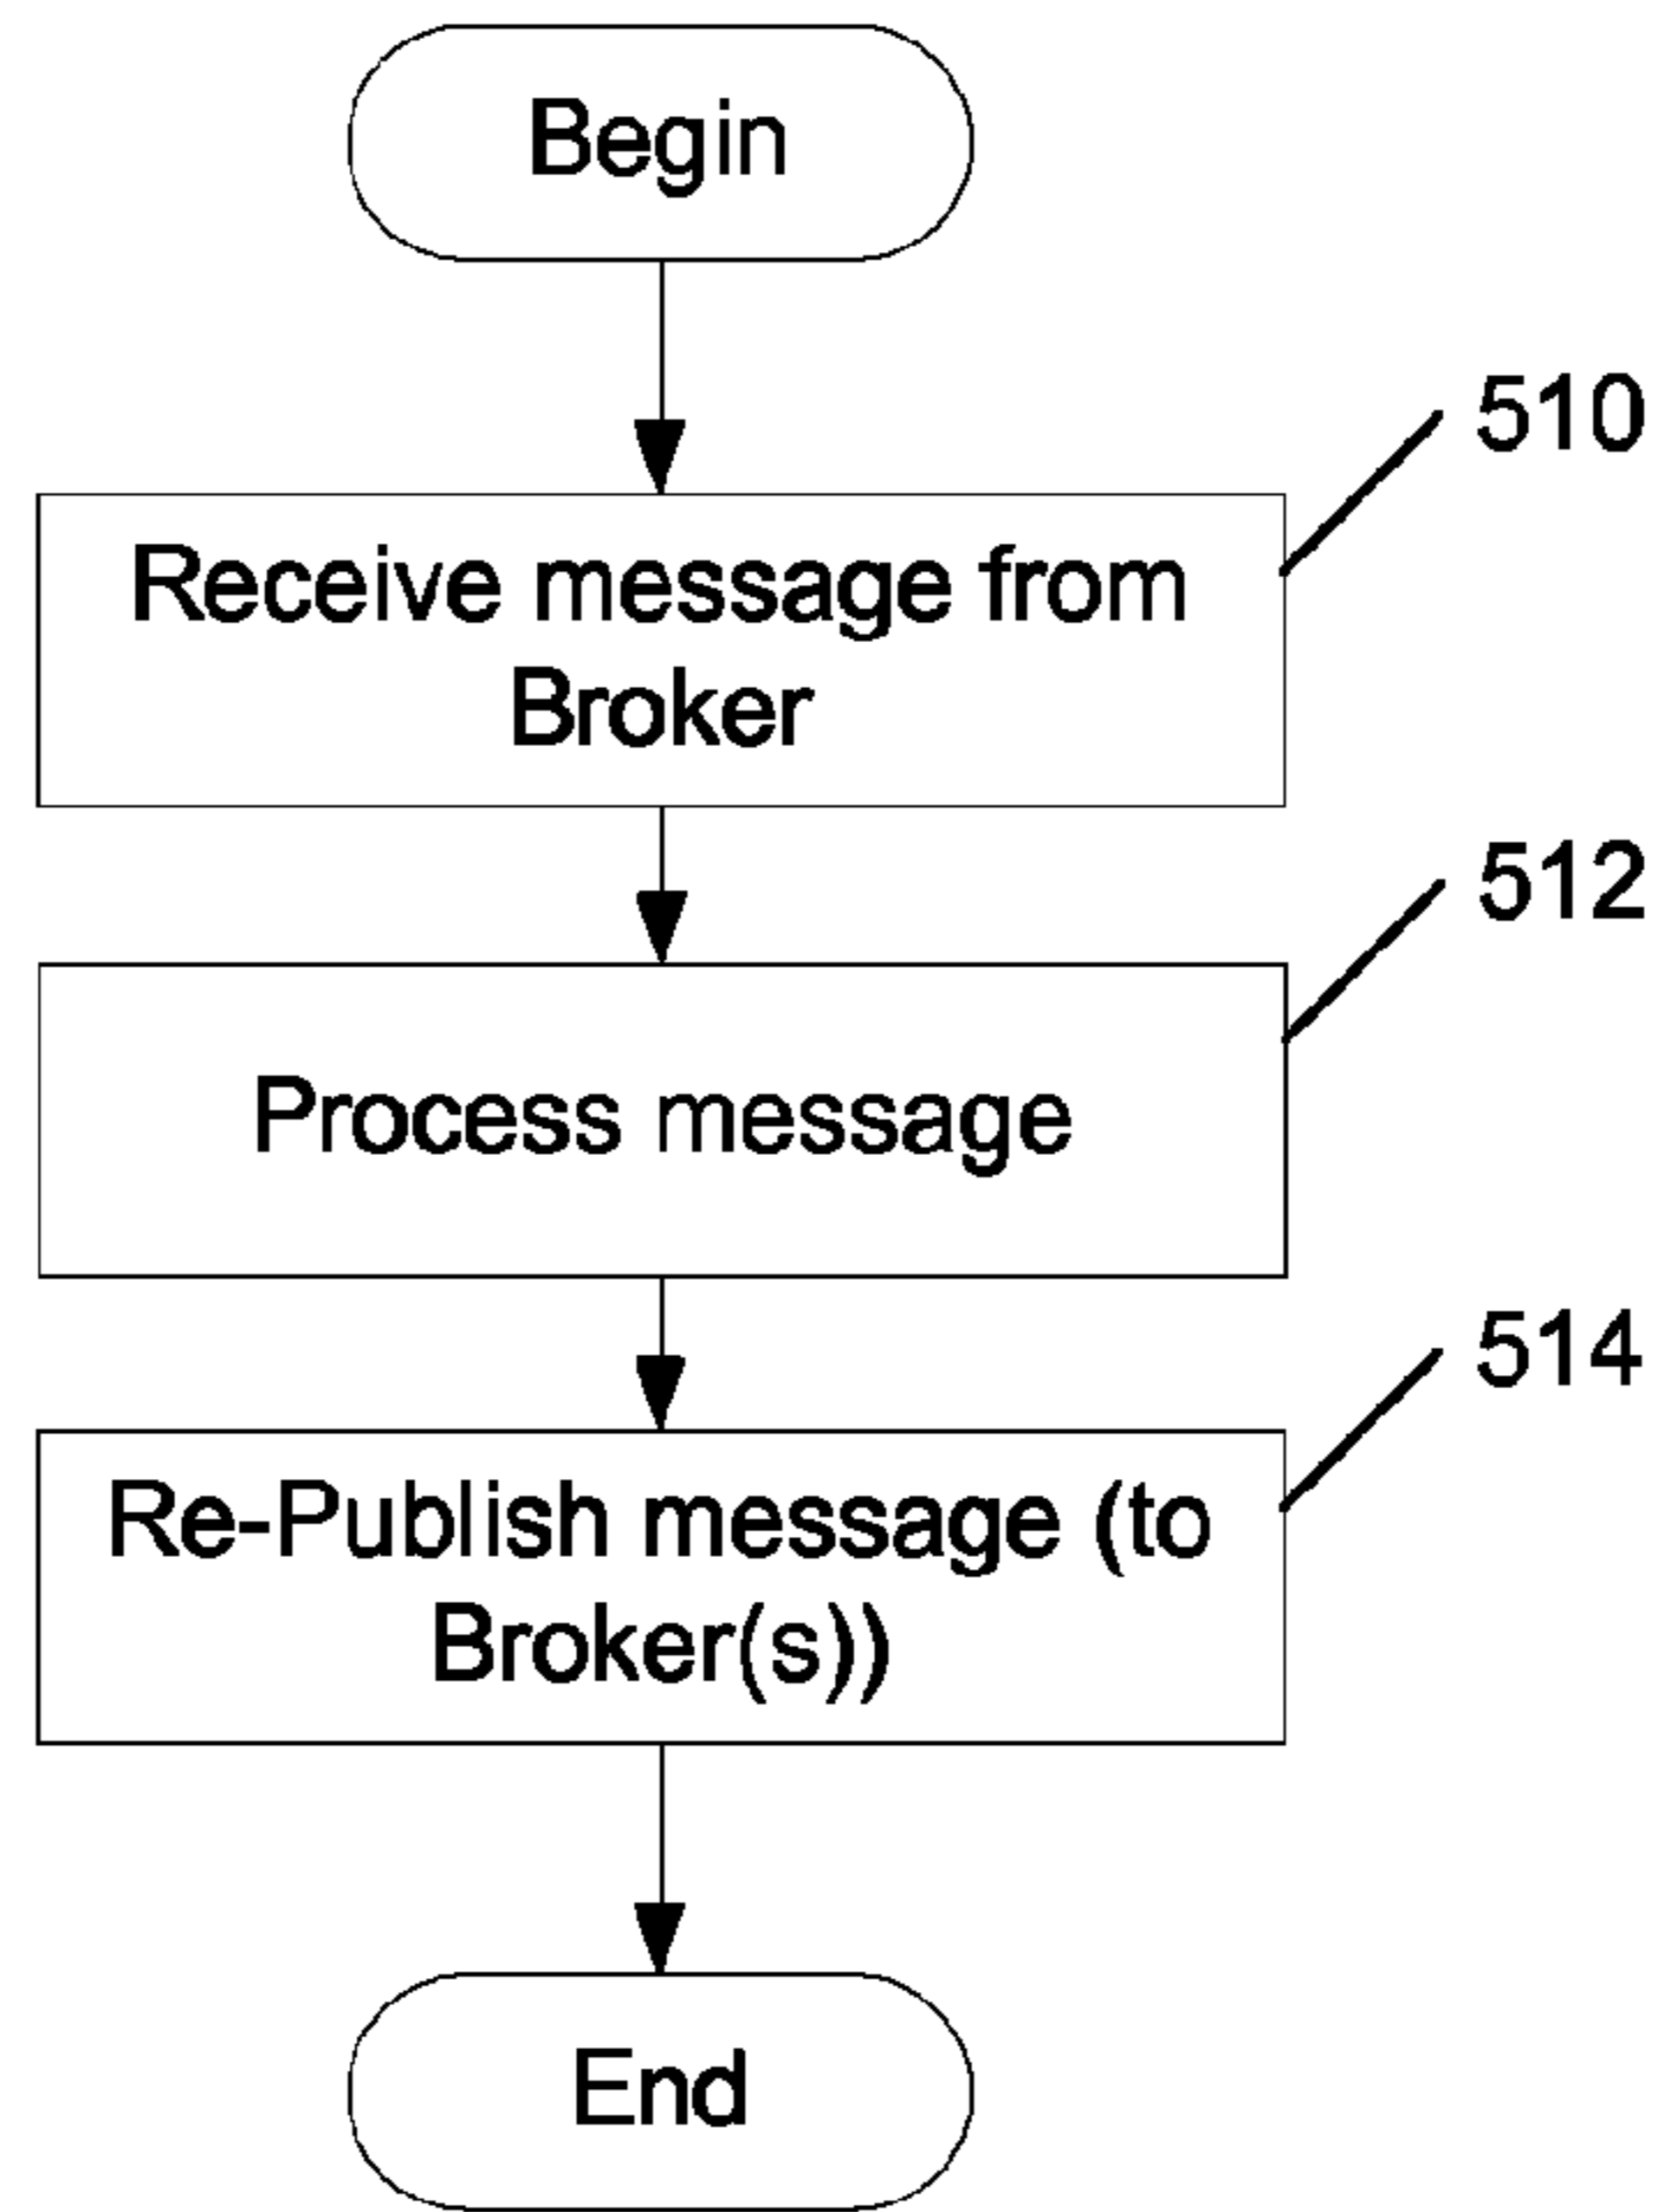 Begin
510
Receive message from
Broker
512
Process message
514
Re-Publish message (to
Broker(s))
End